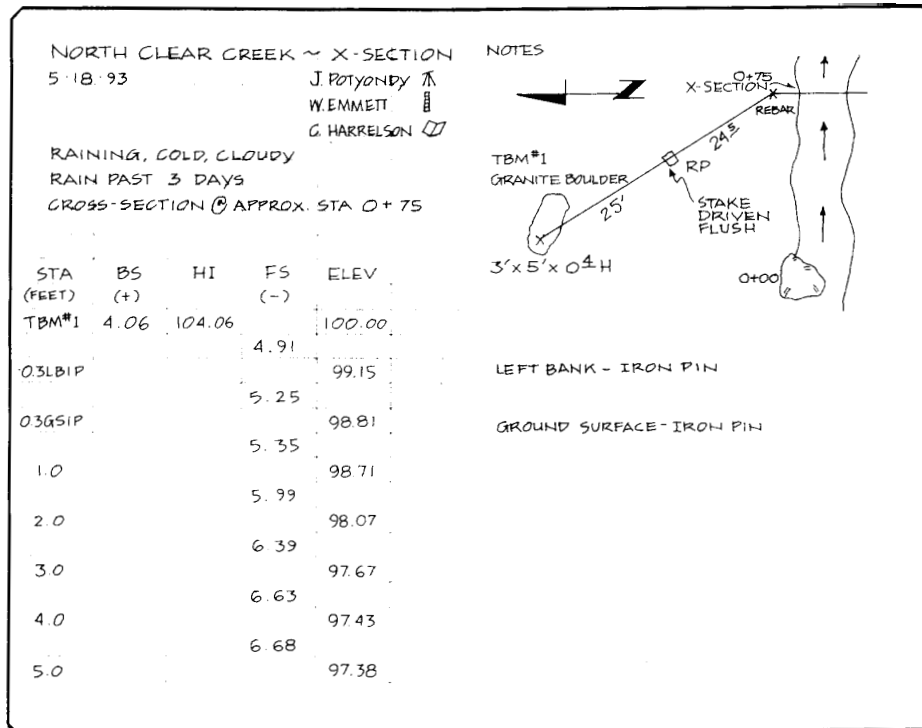 NORTH CLEAR CREEK ~ X-SECTION
5·18·93
J. POTYONDY
W. EMMETT
C. HARRELSON
RAINING, COLD, CLOUDY
RAIN PAST 3 DAYS
CROSS-SECTION @ APPROX. STA 0+75
STA BS HI FS ELEV
(FEET) (+) (-)
TBM#1 4.06 104.06 100.00
4.91
0.3LBIP 99.15
5.25
0.3GSIP 98.81
5.35
1.0 98.71
5.99
2.0 98.07
6.39
3.0 97.67
6.63
4.0 97.43
6.68
5.0 97.38
NOTES
N
0+75
X-SECTION
REBAR
24.5
TBM#1
GRANITE BOULDER
RP
25'
STAKE
DRIVEN
FLUSH
3'x5'x0.4H
0+00
LEFT BANK - IRON PIN
GROUND SURFACE - IRON PIN